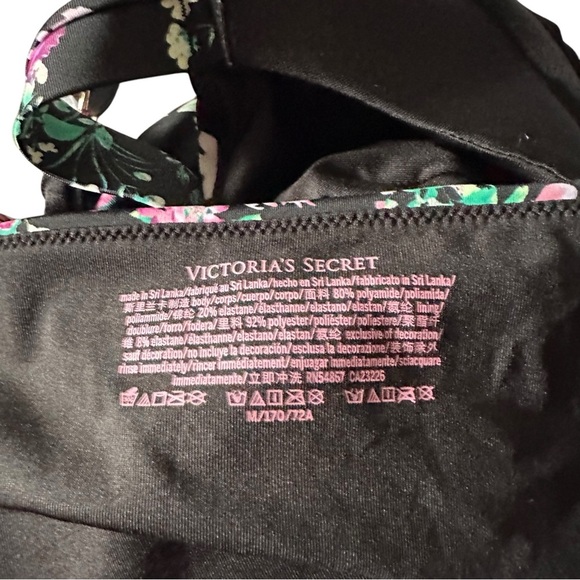 VICTORIA'S SECRET
made in Sri Lanka/fabriqué au Sri Lanka/hecho en Sri Lanka/fabbricato in Sri Lanka/
斯里兰卡制造 body/corps/cuerpo/corpo/面料 80% polyamide/poliamida/
poliammide/锦纶 20% elastane/élasthanne/elastano/elastan/氨纶 lining/
doublure/forro/fodera/里料 92% polyester/poliéster/poliestere/聚酯纤
维 8% elastane/élasthanne/elastano/elastan/氨纶 exclusive of decoration/
sauf décoration/no incluye la decoración/esclusa la decorazione/装饰除外
rinse immediately/rincer immédiatement/enjuagar inmediatamente/sciacquare
immediatamente/立即冲洗 RN54867 CA23226
M/170/72A